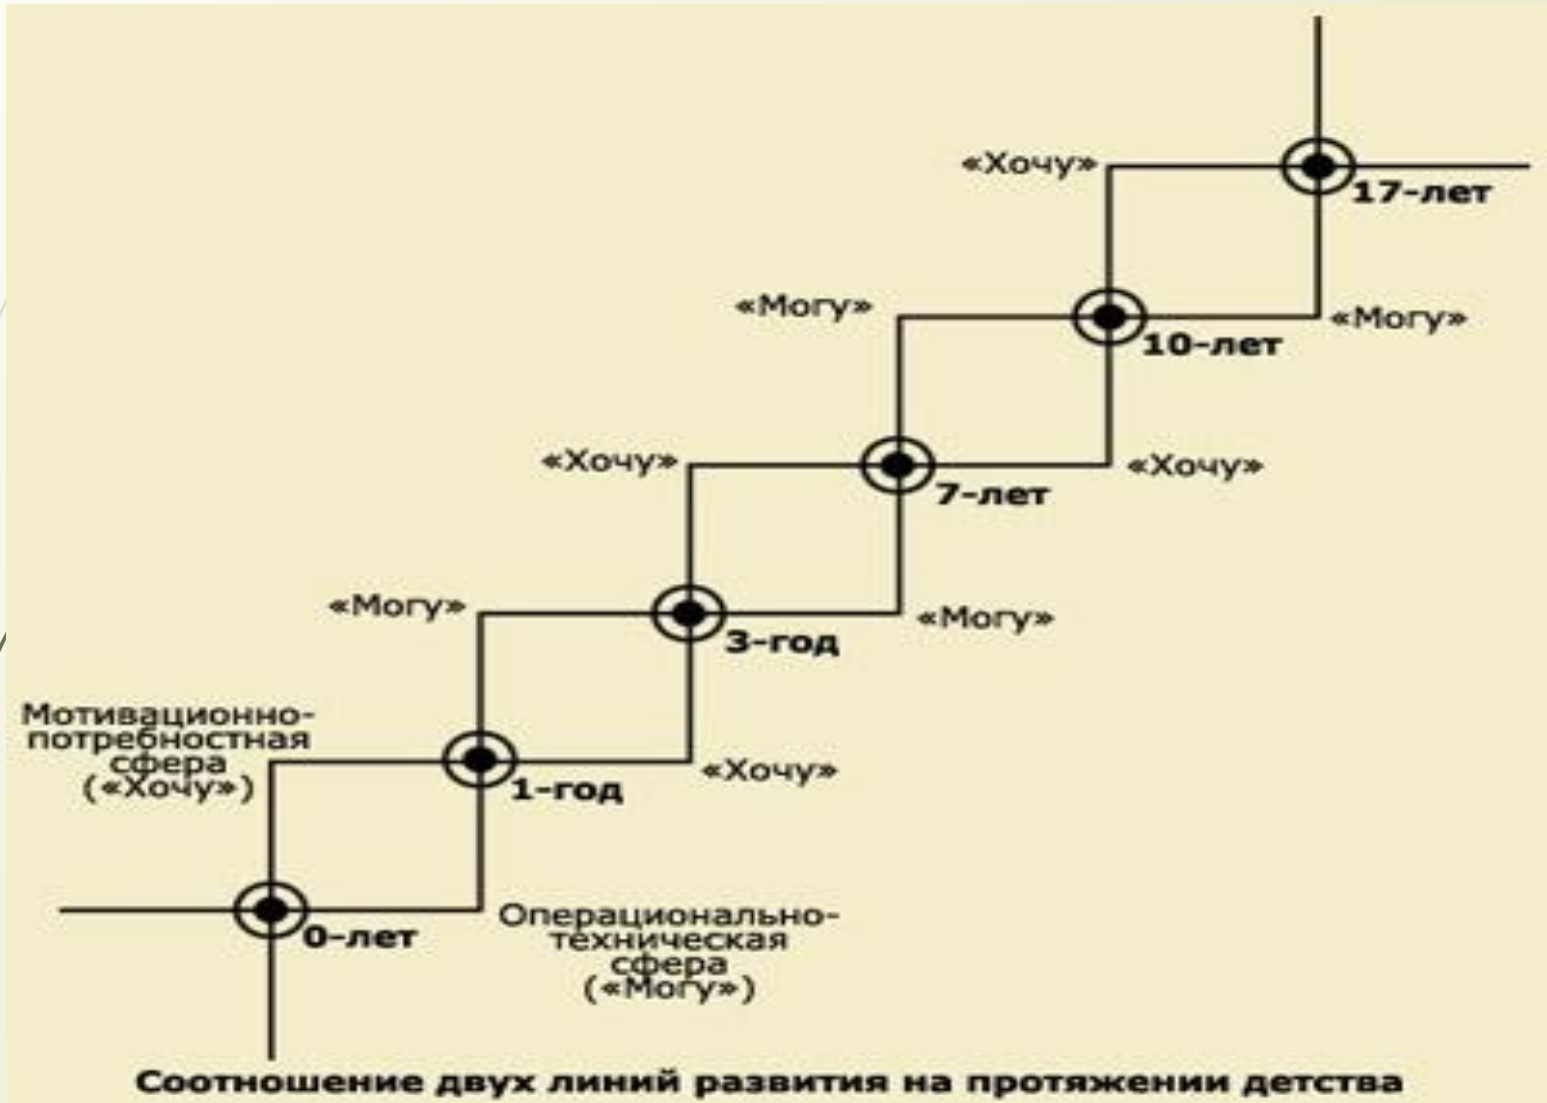 «Хочу»
17-лет
«Могу»
«Могу»
10-лет
«Хочу»
«Хочу»
7-лет
«Могу»
«Могу»
3-год
Мотивационно-
потребностная
сфера
(«Хочу»)
«Хочу»
1-год
Операционально-
техническая
сфера
(«Могу»)
0-лет
Соотношение двух линий развития на протяжении детства